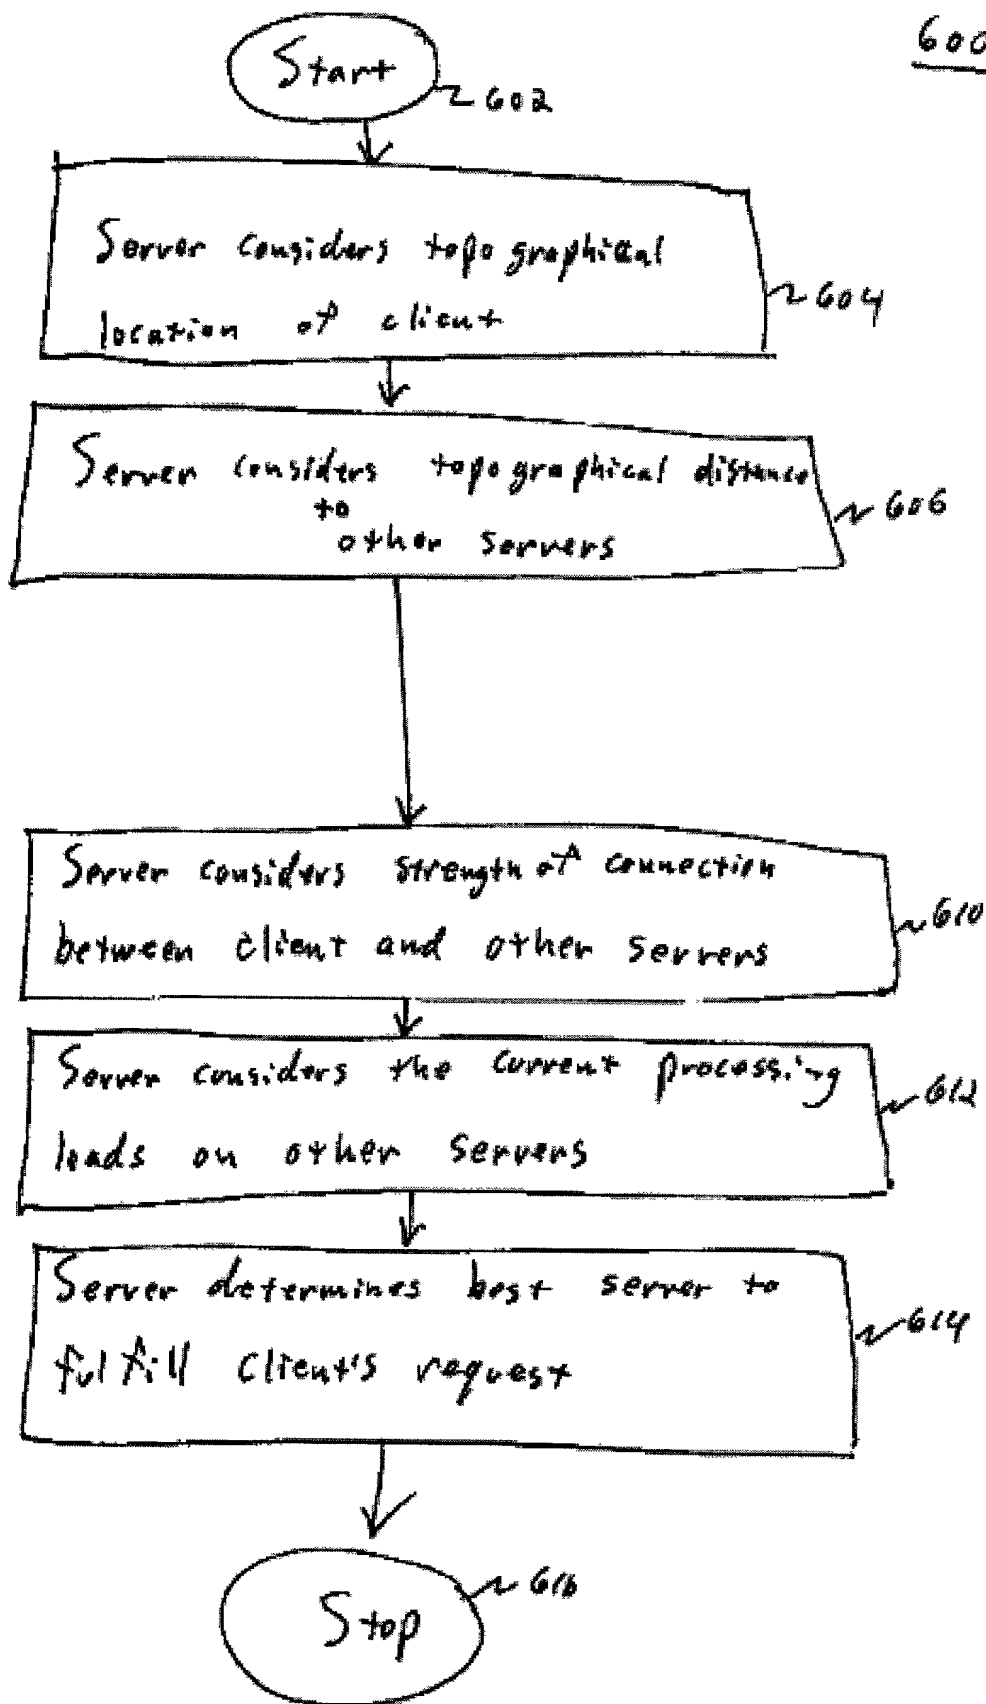 600
Start
602
Server considers topographical
location of client
604
Server considers topographical distance
to
other servers
606
Server considers strength of connection
between client and other servers
610
Server considers the current processing
loads on other servers
612
Server determines best server to
fulfill client's request
614
Stop
616